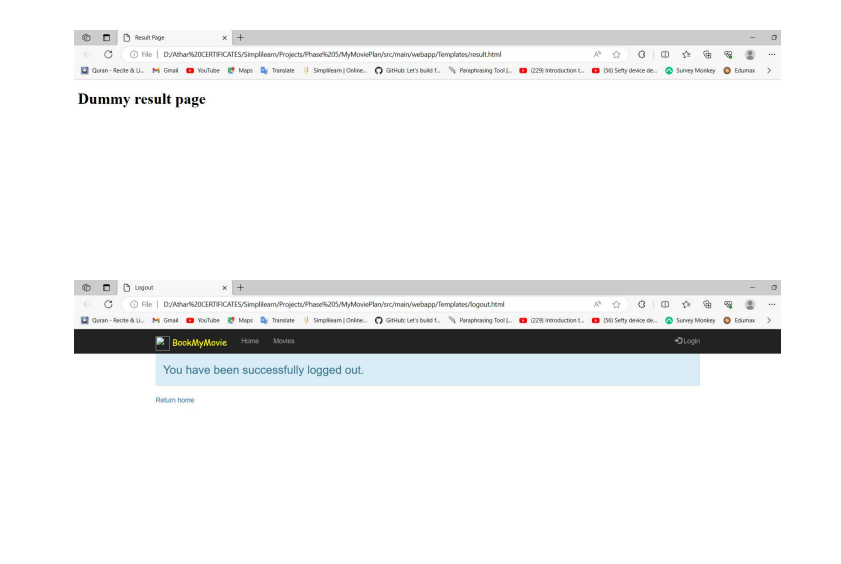 Result Page
File | D:/Athar%20CERTIFICATES/Simplilearn/Projects/Phase%205/MyMoviePlan/src/main/webapp/Templates/result.html
Quran - Recite & Li... Gmail YouTube Maps Translate Simplilearn | Online... GitHub: Let's build f... Paraphrasing Tool |... (229) Introduction t... (56) Sefty device de... Survey Monkey Edumax
Dummy result page
Logout
File | D:/Athar%20CERTIFICATES/Simplilearn/Projects/Phase%205/MyMoviePlan/src/main/webapp/Templates/logout.html
Quran - Recite & Li... Gmail YouTube Maps Translate Simplilearn | Online... GitHub: Let's build f... Paraphrasing Tool |... (229) Introduction t... (56) Sefty device de... Survey Monkey Edumax
BookMyMovie Home Movies Login
You have been successfully logged out.
Return home